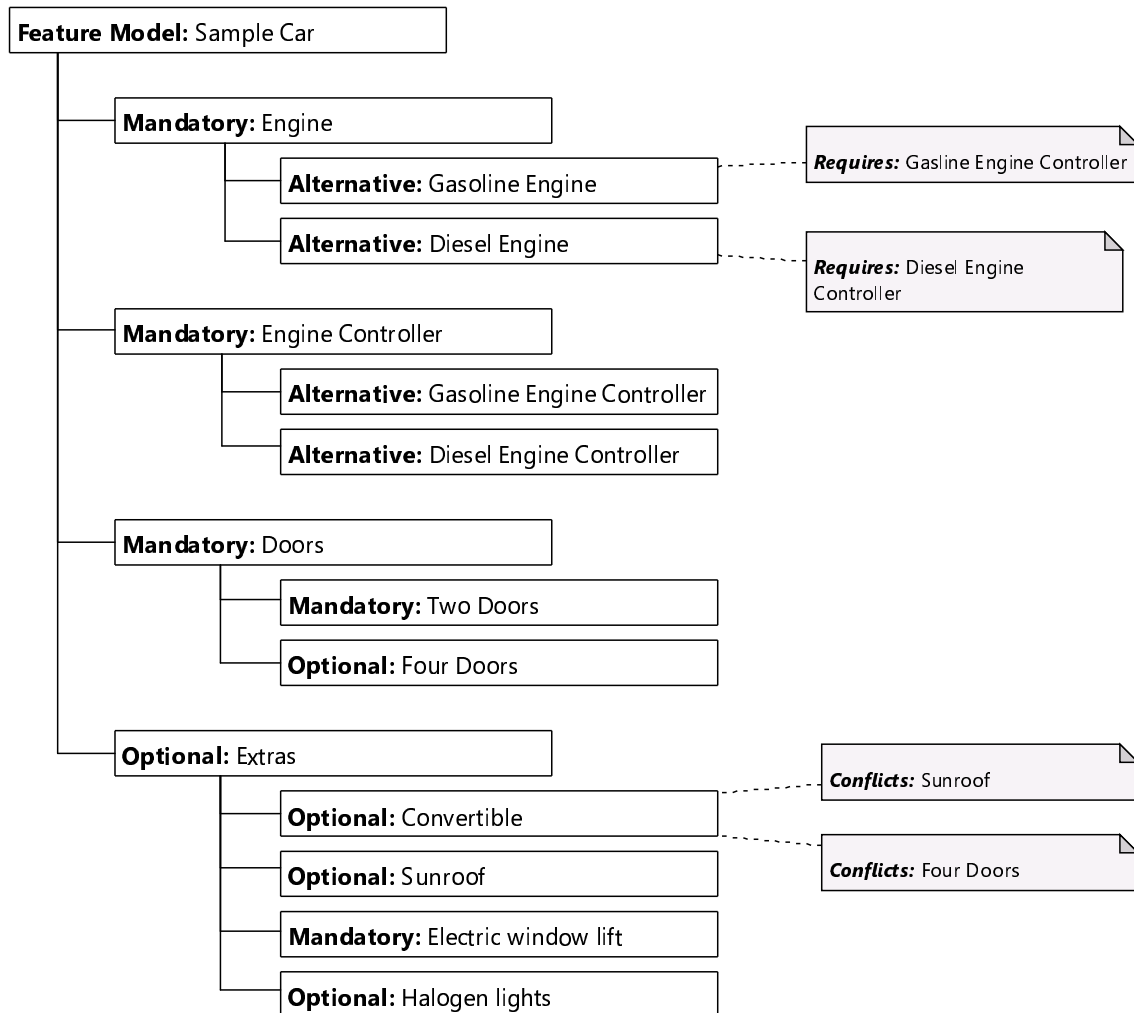 Feature Model: Sample Car
Mandatory: Engine
Alternative: Gasoline Engine
Requires: Gasline Engine Controller
Alternative: Diesel Engine
Requires: Diesel Engine
Controller
Mandatory: Engine Controller
Alternative: Gasoline Engine Controller
Alternative: Diesel Engine Controller
Mandatory: Doors
Mandatory: Two Doors
Optional: Four Doors
Optional: Extras
Conflicts: Sunroof
Optional: Convertible
Conflicts: Four Doors
Optional: Sunroof
Mandatory: Electric window lift
Optional: Halogen lights